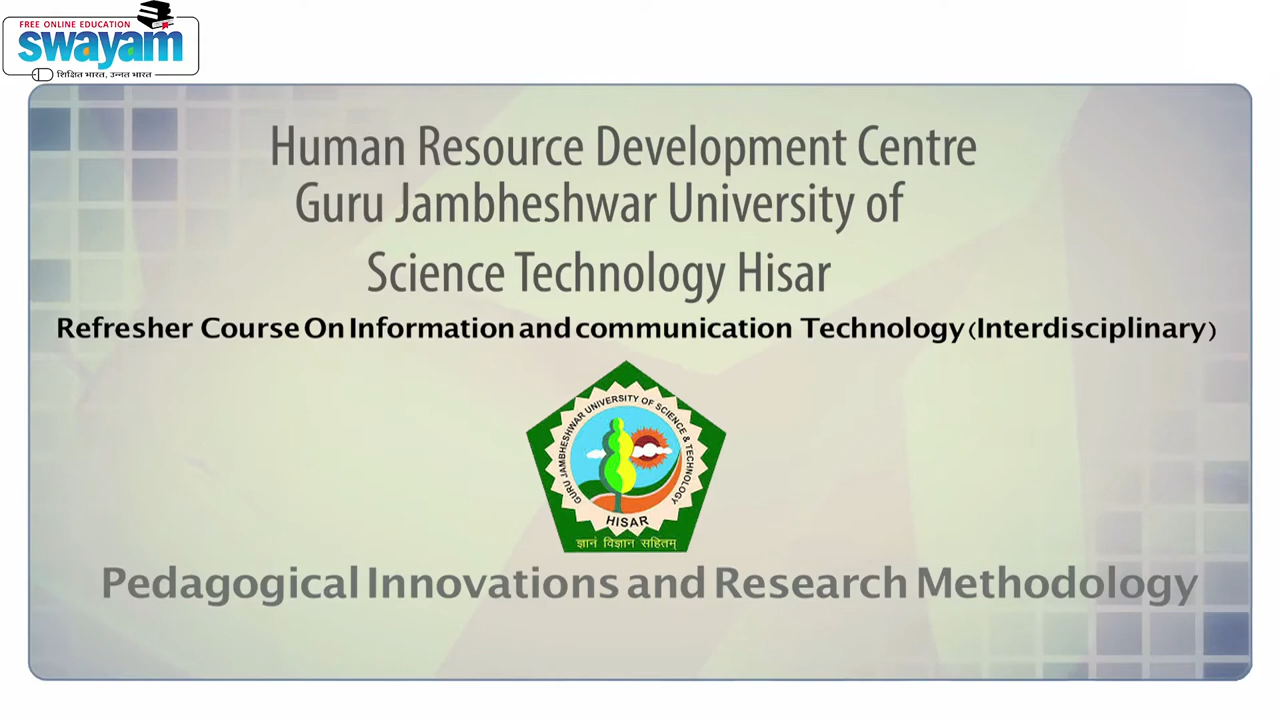 FREE ONLINE EDUCATION
swayam
शिक्षित भारत, उन्नत भारत
Human Resource Development Centre
Guru Jambheshwar University of
Science Technology Hisar
Refresher Course On Information and communication Technology (Interdisciplinary)
GURU JAMBHESHWAR UNIVERSITY OF SCIENCE & TECHNOLOGY
HISAR
ज्ञानं विज्ञान सहितम्
Pedagogical Innovations and Research Methodology